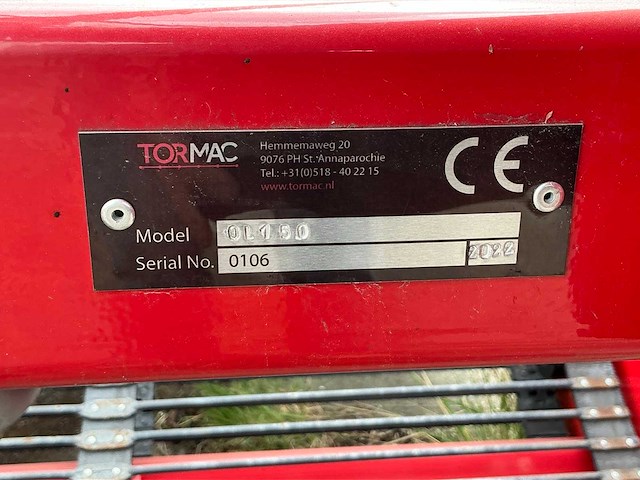 TORMAC
Hemmemaweg 20
9076 PH St. Annaparochie
Tel.: +31(0)518 - 40 22 15
www.tormac.nl
CE
Model OL150
Serial No. 0106 2022